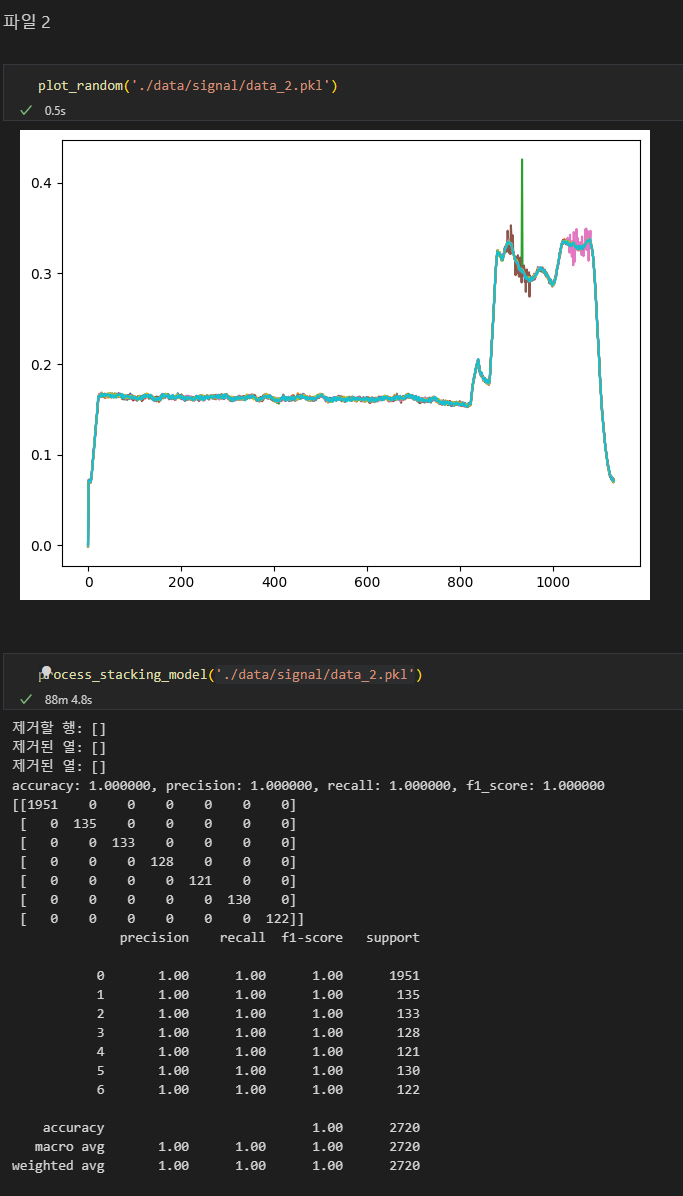 파일 2
plot_random('./data/signal/data_2.pkl')
✓ 0.5s
0.4
0.3
0.2
0.1
0.0
0 200 400 600 800 1000
process_stacking_model('./data/signal/data_2.pkl')
✓ 88m 4.8s
제거할 행: []
제거된 열: []
제거된 열: []
accuracy: 1.000000, precision: 1.000000, recall: 1.000000, f1_score: 1.000000
[[1951 0 0 0 0 0 0]
[ 0 135 0 0 0 0 0]
[ 0 0 133 0 0 0 0]
[ 0 0 0 128 0 0 0]
[ 0 0 0 0 121 0 0]
[ 0 0 0 0 0 130 0]
[ 0 0 0 0 0 0 122]]
precision recall f1-score support
0 1.00 1.00 1.00 1951
1 1.00 1.00 1.00 135
2 1.00 1.00 1.00 133
3 1.00 1.00 1.00 128
4 1.00 1.00 1.00 121
5 1.00 1.00 1.00 130
6 1.00 1.00 1.00 122
accuracy 1.00 2720
macro avg 1.00 1.00 1.00 2720
weighted avg 1.00 1.00 1.00 2720